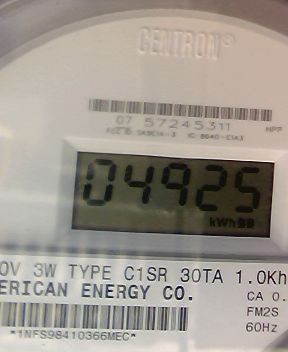 CENTRON®
07 57245311
HPP
04925
kWh
0V 3W TYPE C1SR 30TA 1.0Kh
ERICAN ENERGY CO.
CA 0.
FM2S
60Hz
*1NFS98410366MEC*